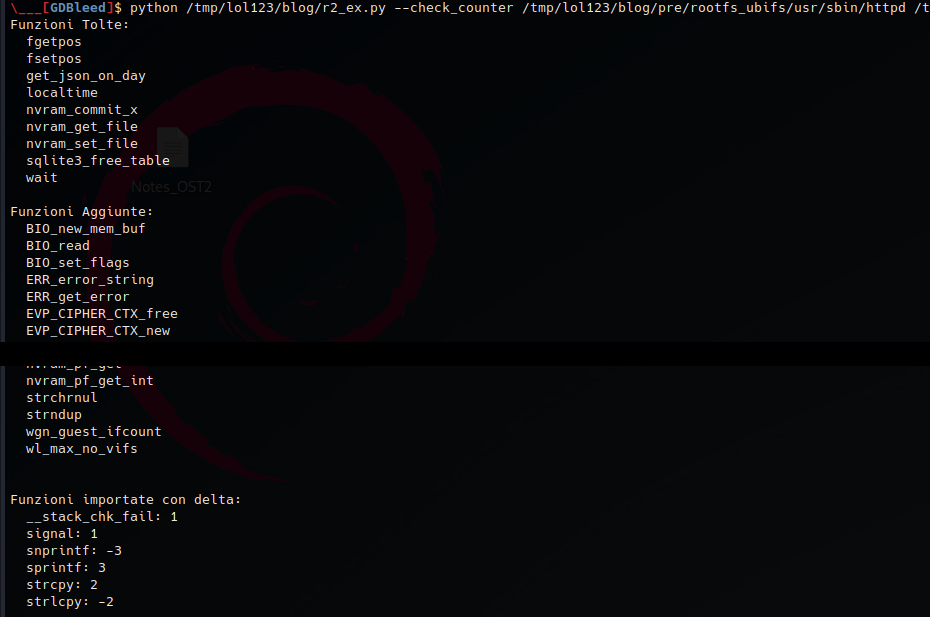 \___[GDBleed]$ python /tmp/lol123/blog/r2_ex.py --check_counter /tmp/lol123/blog/pre/rootfs_ubifs/usr/sbin/httpd /t
Funzioni Tolte:
fgetpos
fsetpos
get_json_on_day
localtime
nvram_commit_x
nvram_get_file
nvram_set_file
sqlite3_free_table
wait
Notes_OST2
Funzioni Aggiunte:
BIO_new_mem_buf
BIO_read
BIO_set_flags
ERR_error_string
ERR_get_error
EVP_CIPHER_CTX_free
EVP_CIPHER_CTX_new
nvram_pf_get
nvram_pf_get_int
strchrnul
strndup
wgn_guest_ifcount
wl_max_no_vifs
Funzioni importate con delta:
__stack_chk_fail: 1
signal: 1
snprintf: -3
sprintf: 3
strcpy: 2
strlcpy: -2